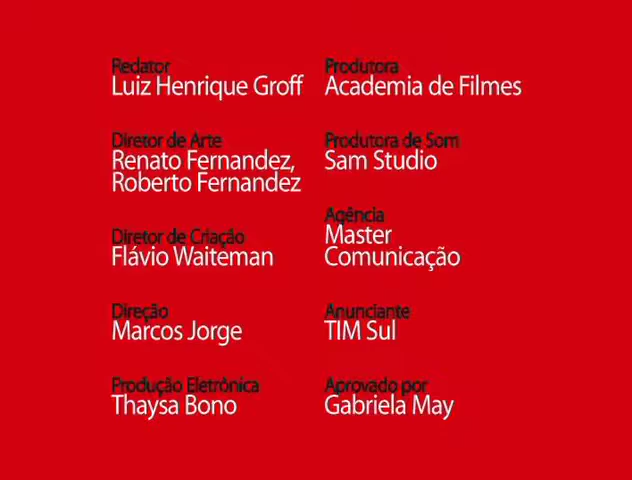 Redator
Luiz Henrique Groff
Diretor de Arte
Renato Fernandez,
Roberto Fernandez
Diretor de Criação
Flávio Waiteman
Direção
Marcos Jorge
Produção Eletrônica
Thaysa Bono
Produtora
Academia de Filmes
Produtora de Som
Sam Studio
Agência
Master
Comunicação
Anunciante
TIM Sul
Aprovado por
Gabriela May